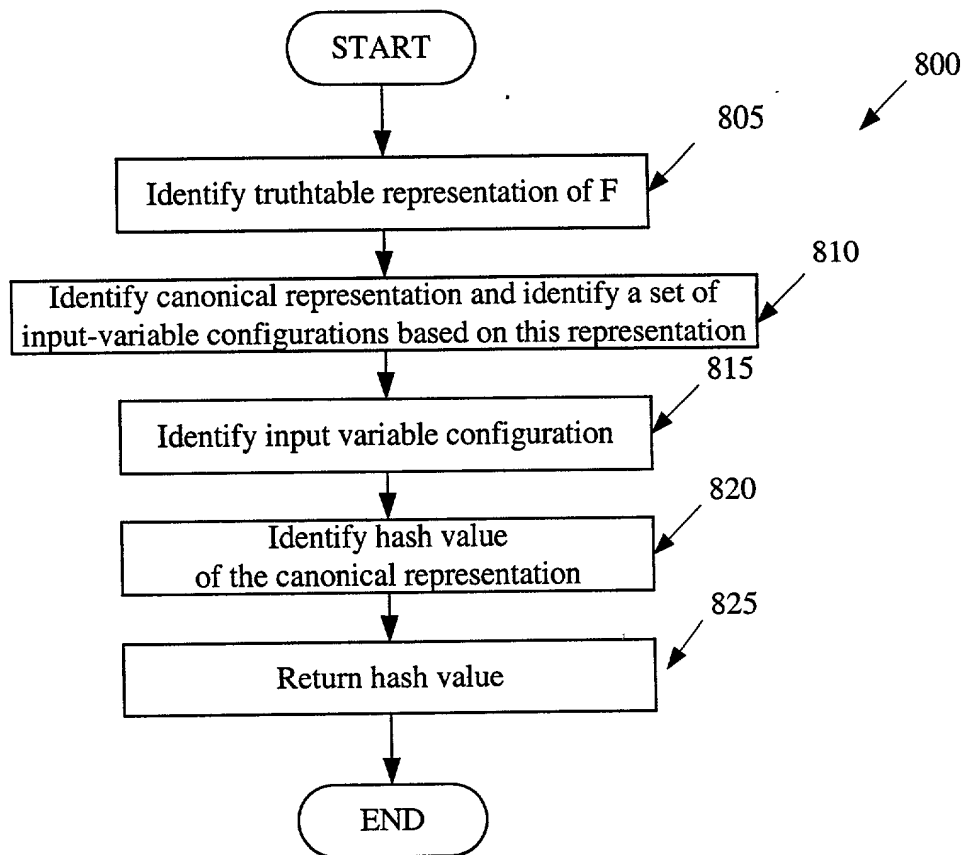 START
800
805
Identify truthtable representation of F
810
Identify canonical representation and identify a set of
input-variable configurations based on this representation
815
Identify input variable configuration
820
Identify hash value
of the canonical representation
825
Return hash value
END